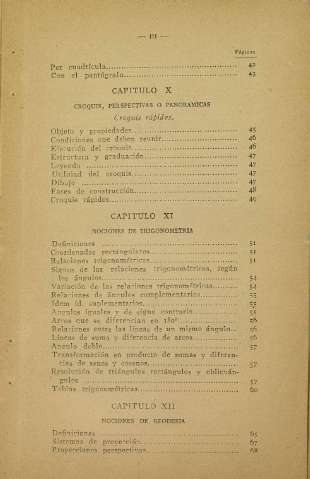 Páginas
Por cuadrícula 42
Con el pantógrafo 43
CAPITULO X
CROQUIS, PERSPECTIVAS O PANORAMICAS
Croquis rápidos.
Objeto y propiedades 45
Condiciones que deben reunir 46
Ejecución del croquis 46
Estructura y graduación 47
Leyenda 47
Utilidad del croquis 47
Dibujo 47
Fases de construcción 48
Croquis rápidos 49
CAPITULO XI
NOCIONES DE TRIGONOMETRIA
Definiciones 51
Coordenadas rectangulares 51
Relaciones trigonométricas 51
Signos de las relaciones trigonométricas, según
los ángulos 52
Variación de las relaciones trigonométricas 54
Relaciones de ángulos complementarios 55
Idem íd. suplementarios 55
Angulos iguales y de signo contrario 55
Arcos que se diferencian en 180° 56
Relaciones entre las líneas de un mismo ángulo 56
Líneas de suma y diferencia de arcos 56
Angulo doble 57
Transformación en producto de sumas y diferen-
cias de senos y cosenos 57
Resolución de triángulos rectángulos y oblicuán-
gulos 57
Tablas trigonométricas 60
CAPITULO XII
NOCIONES DE GEODESIA
Definiciones 65
Sistemas de proyección 67
Proyecciones perspectivas 68